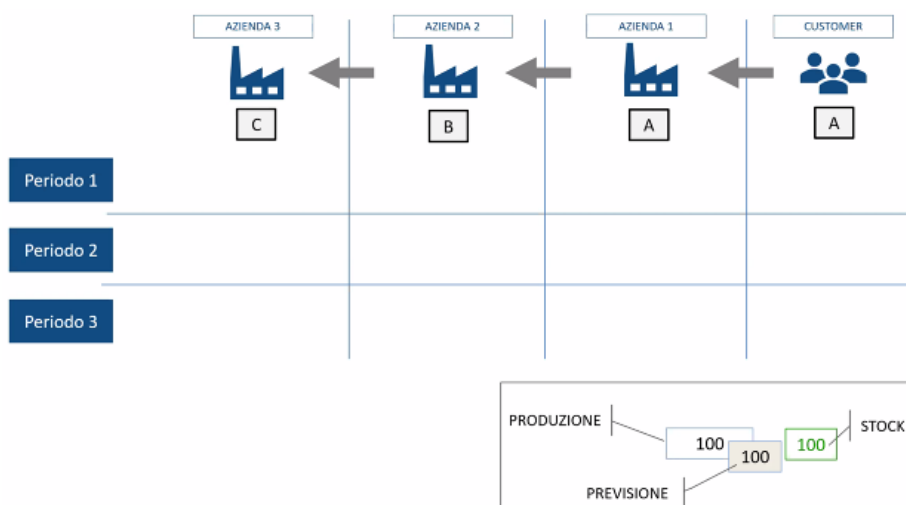 AZIENDA 3
AZIENDA 2
AZIENDA 1
CUSTOMER
C
B
A
A
Periodo 1
Periodo 2
Periodo 3
PRODUZIONE
STOCK
100
100
100
PREVISIONE